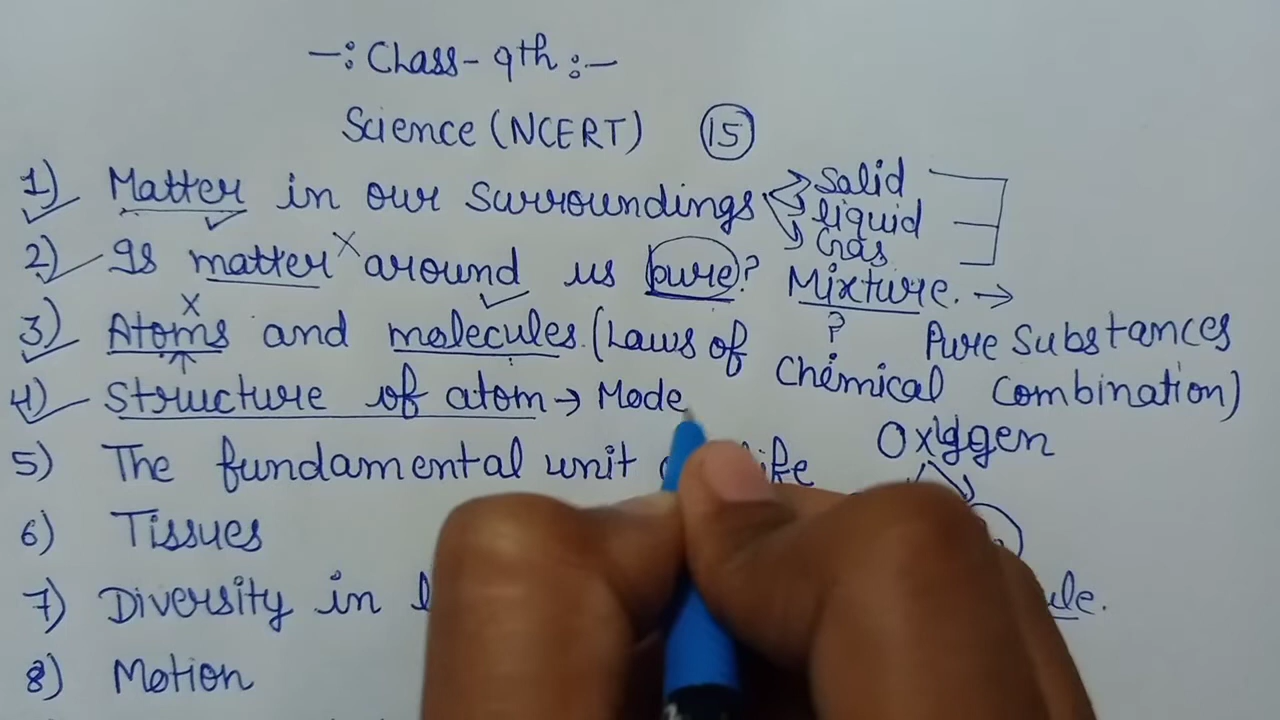 -: Class - 9th :-
Science (NCERT) 15
1) Matter in our surroundings Solid
liquid
Gas
2) Is matter around us pure? Mixture. →
?
3) Atoms and molecules. (Laws of Chemical Combination)
Pure Substances
4) Structure of atom → Mode
Oxygen
5) The fundamental unit
6) Tissues
7) Diversity in
8) Motion